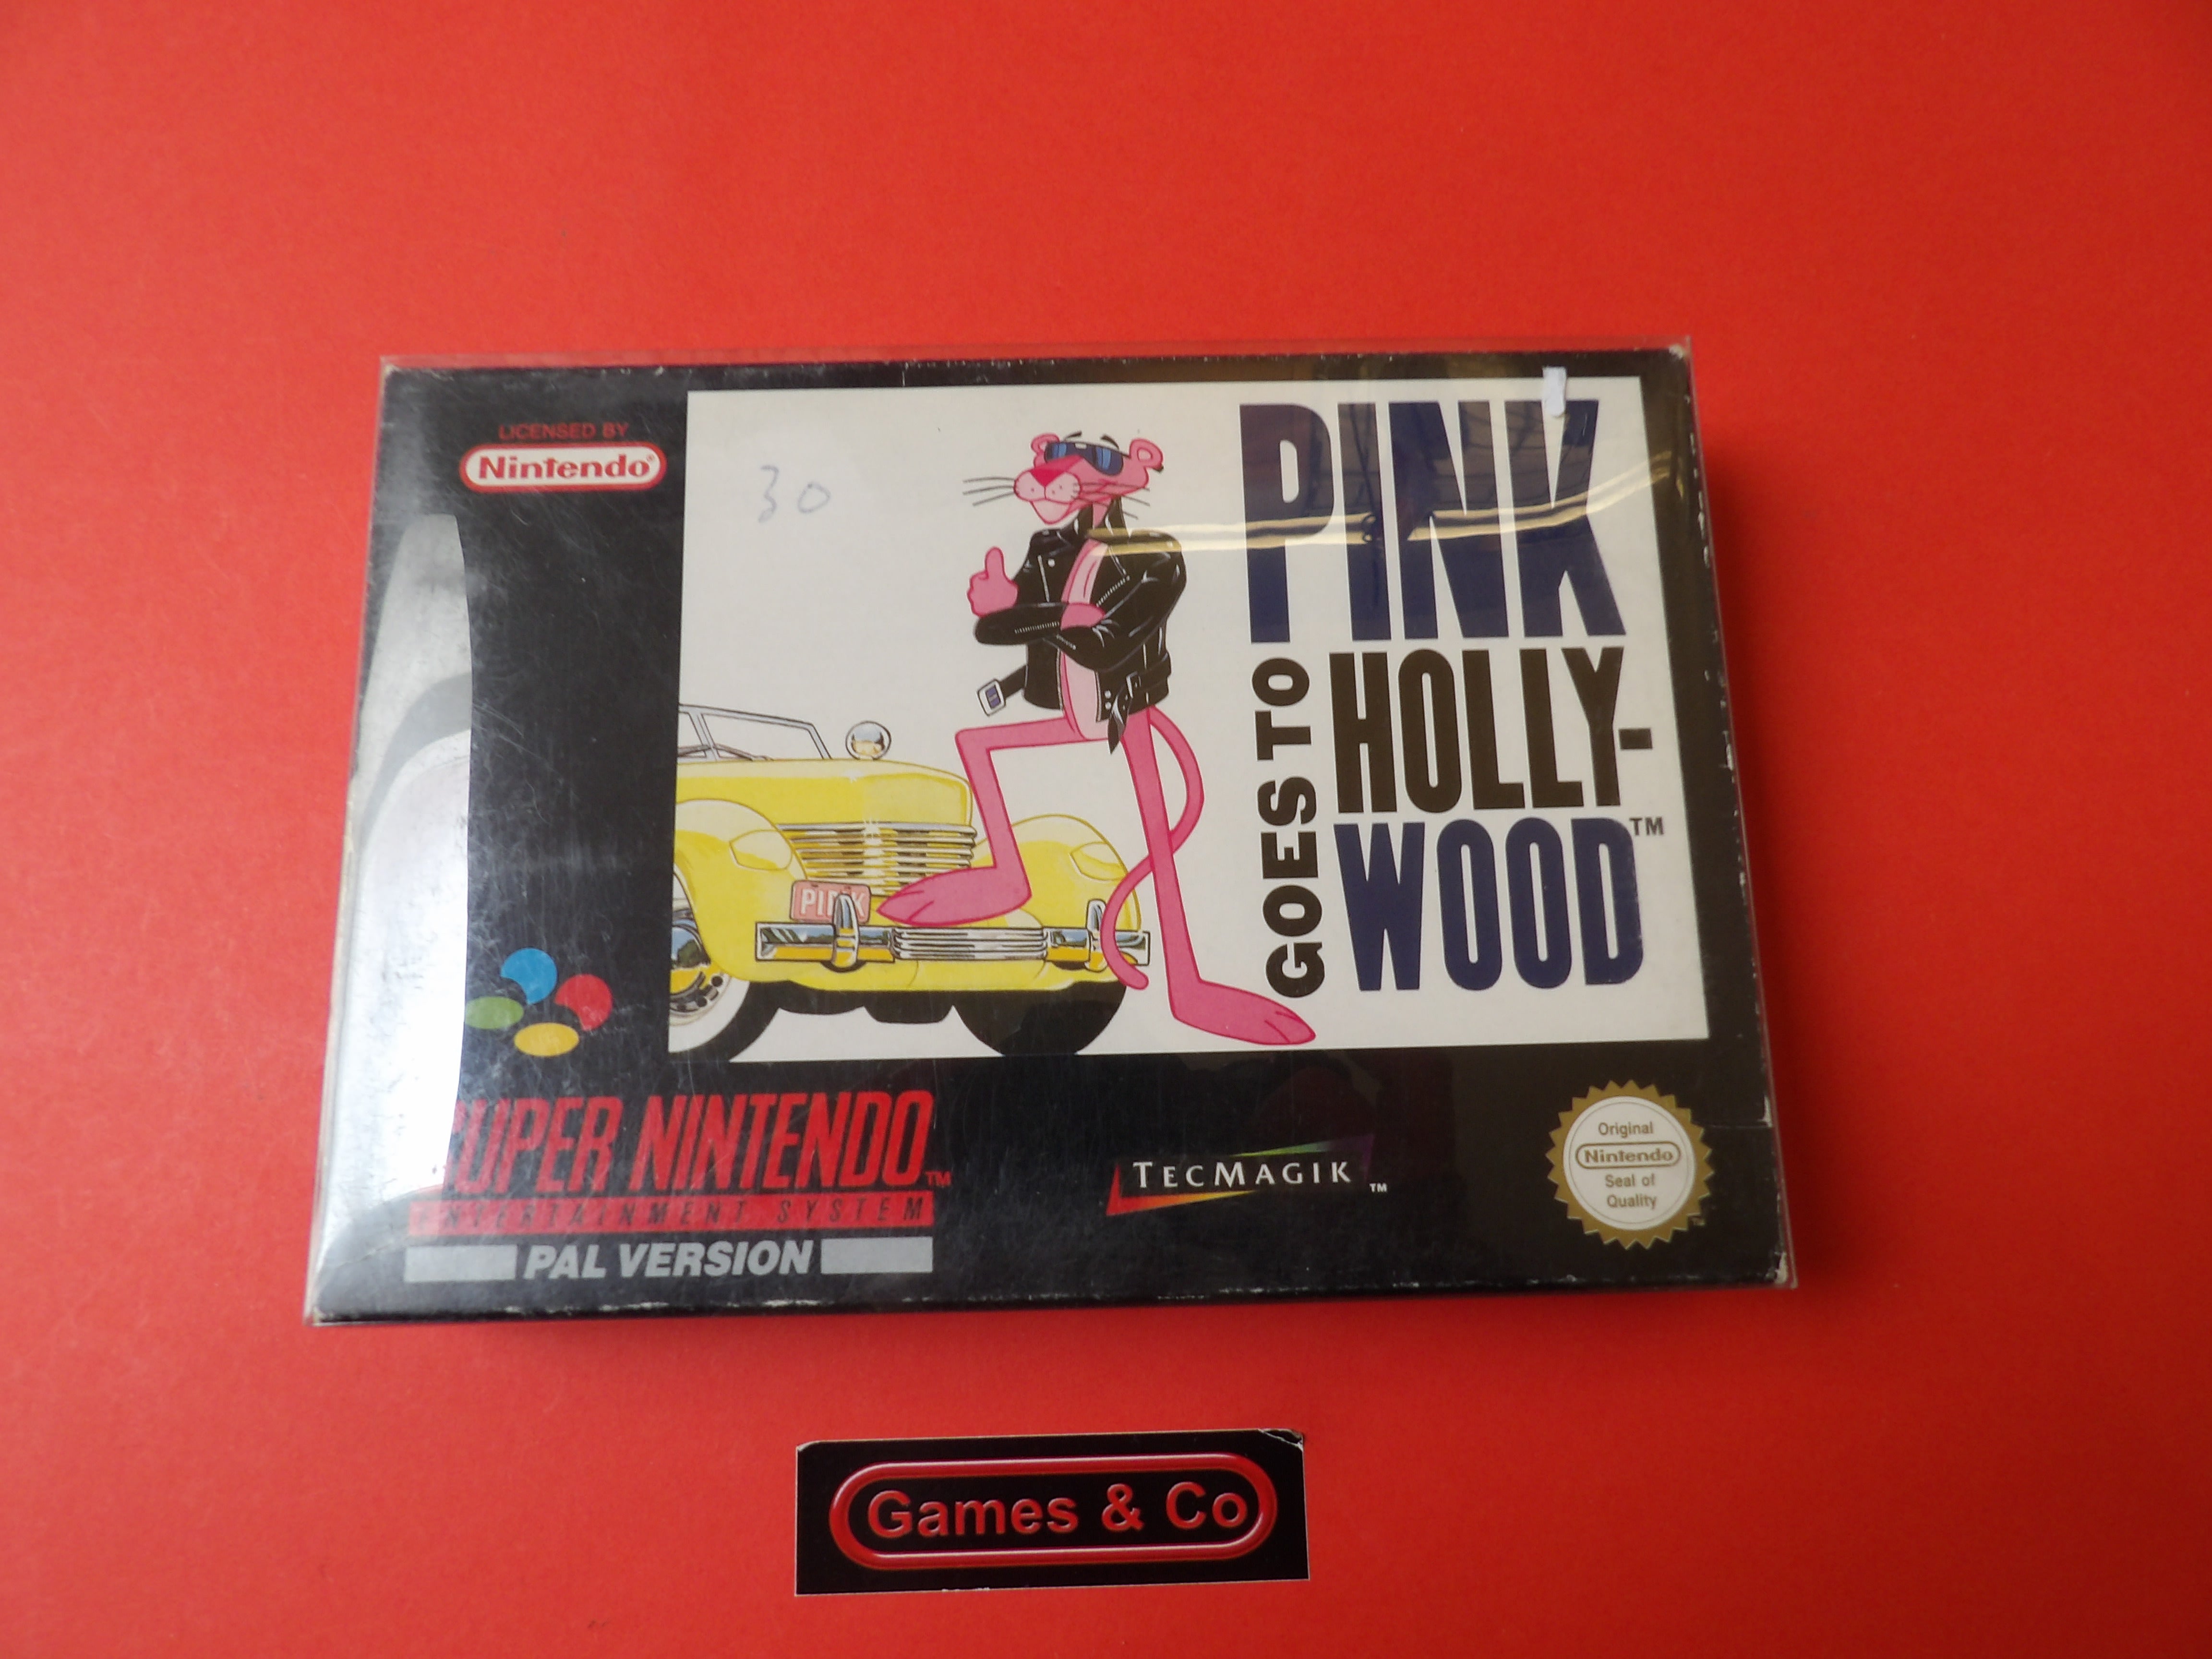 LICENSED BY
Nintendo®
30
PINK
GOES TO
HOLLY-
WOOD™
PINK
SUPER NINTENDO™
ENTERTAINMENT SYSTEM
PAL VERSION
TECMAGIK™
Original
Nintendo
Seal of
Quality
Games & Co